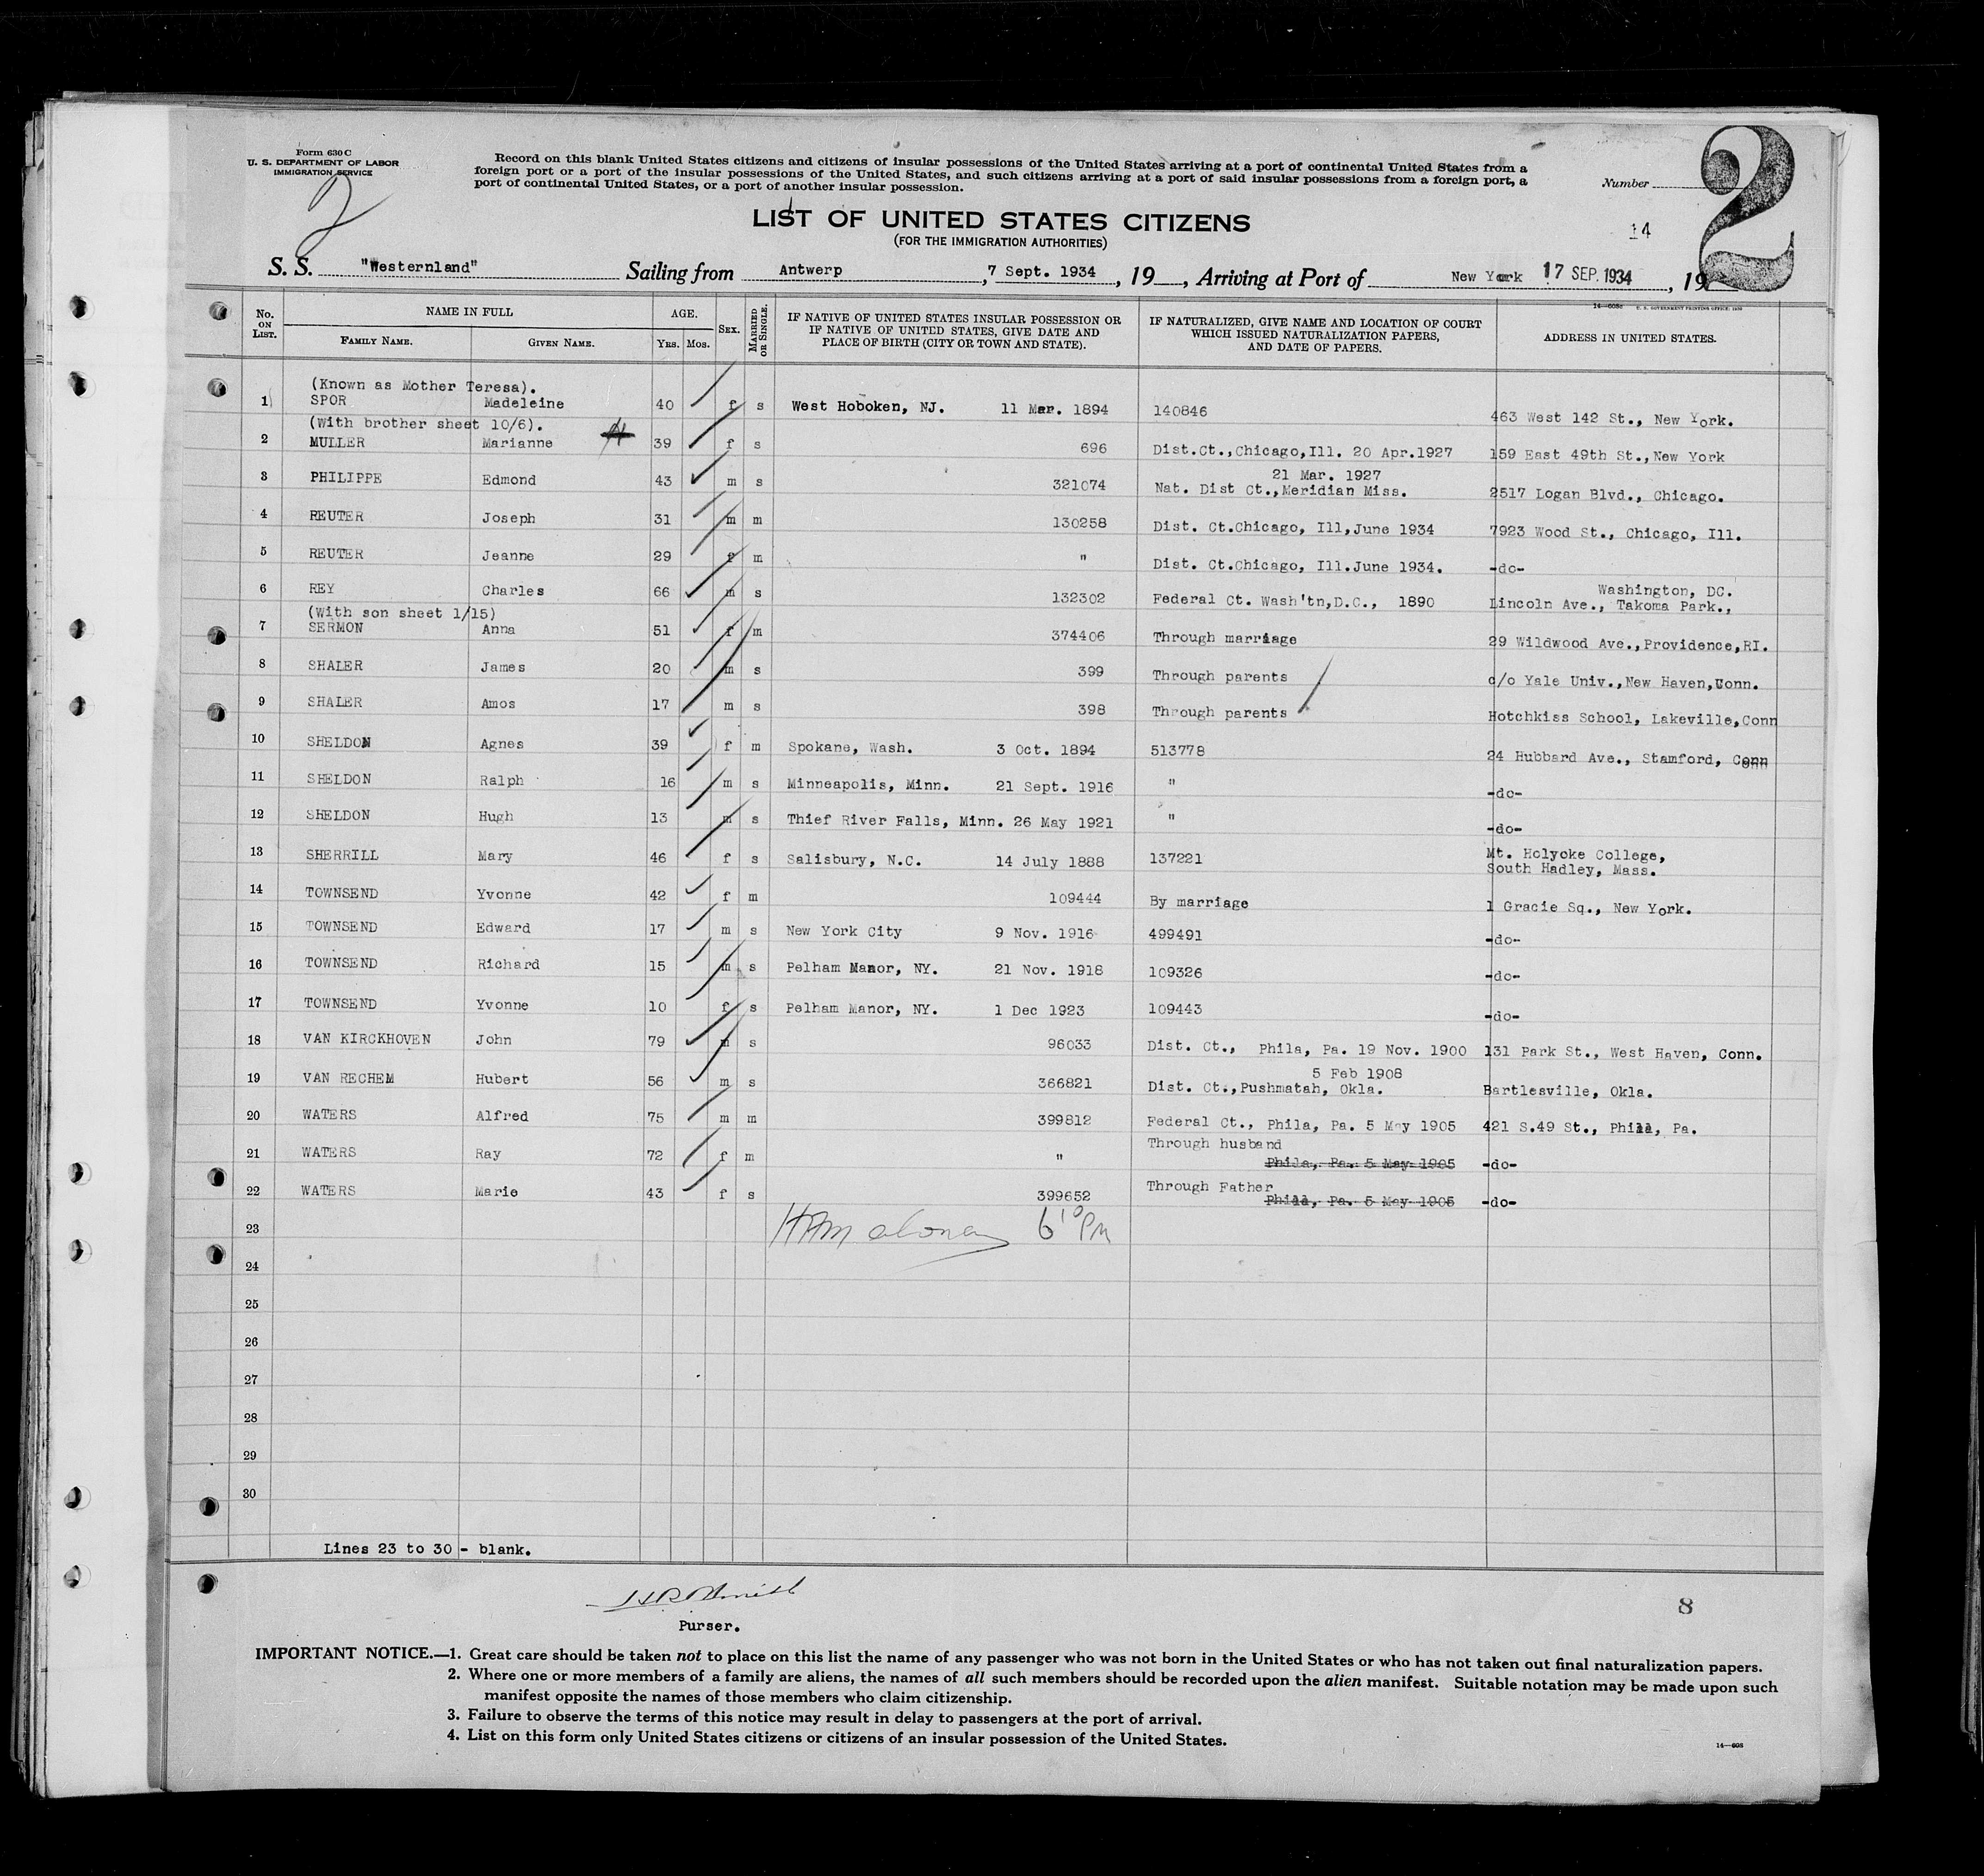 Form 630 C
U. S. DEPARTMENT OF LABOR
IMMIGRATION SERVICE
2
Record on this blank United States citizens and citizens of insular possessions of the United States arriving at a port of continental United States from a
foreign port or a port of the insular possessions of the United States, and such citizens arriving at a port of said insular possessions from a foreign port, a
port of continental United States, or a port of another insular possession.
Number
2
14
LIST OF UNITED STATES CITIZENS
(FOR THE IMMIGRATION AUTHORITIES)
S. S. "Westernland" Sailing from Antwerp, 7 Sept. 1934, 19__, Arriving at Port of New York 17 SEP. 1934, 19
14—608c U. S. GOVERNMENT PRINTING OFFICE: 1930
No. ON LIST. NAME IN FULL FAMILY NAME. GIVEN NAME. AGE. YRS. MOS. SEX. MARRIED OR SINGLE. IF NATIVE OF UNITED STATES INSULAR POSSESSION OR IF NATIVE OF UNITED STATES, GIVE DATE AND PLACE OF BIRTH (CITY OR TOWN AND STATE). IF NATURALIZED, GIVE NAME AND LOCATION OF COURT WHICH ISSUED NATURALIZATION PAPERS, AND DATE OF PAPERS. ADDRESS IN UNITED STATES.
(Known as Mother Teresa).
1 SPOR Madeleine 40 f s West Hoboken, NJ. 11 Mar. 1894 140846 463 West 142 St., New York.
(With brother sheet 10/6).
2 MULLER Marianne 39 f s 696 Dist.Ct.,Chicago,Ill. 20 Apr.1927 159 East 49th St.,New York
21 Mar. 1927
3 PHILIPPE Edmond 43 m s 321074 Nat. Dist Ct.,Meridian Miss. 2517 Logan Blvd., Chicago.
4 REUTER Joseph 31 m m 130258 Dist. Ct.Chicago, Ill,June 1934 7923 Wood St., Chicago, Ill.
5 REUTER Jeanne 29 f m " Dist. Ct.Chicago, Ill.June 1934. -do-
Washington, DC.
6 REY Charles 66 m s 132302 Federal Ct. Wash'tn,D.C., 1890 Lincoln Ave., Takoma Park.,
(With son sheet 1/15)
7 SERMON Anna 51 f m 374406 Through marriage 29 Wildwood Ave.,Providence,RI.
8 SHALER James 20 m s 399 Through parents c/o Yale Univ.,New Haven,Conn.
9 SHALER Amos 17 m s 398 Through parents Hotchkiss School, Lakeville,Conn
10 SHELDON Agnes 39 f m Spokane, Wash. 3 Oct. 1894 513778 24 Hubbard Ave., Stamford, Conn
11 SHELDON Ralph 16 m s Minneapolis, Minn. 21 Sept. 1916 " -do-
12 SHELDON Hugh 13 m s Thief River Falls, Minn. 26 May 1921 " -do-
13 SHERRILL Mary 46 f s Salisbury, N.C. 14 July 1888 137221 Mt. Holyoke College,
South Hadley, Mass.
14 TOWNSEND Yvonne 42 f m 109444 By marriage 1 Gracie Sq., New York.
15 TOWNSEND Edward 17 m s New York City 9 Nov. 1916 499491 -do-
16 TOWNSEND Richard 15 m s Pelham Manor, NY. 21 Nov. 1918 109326 -do-
17 TOWNSEND Yvonne 10 f s Pelham Manor, NY. 1 Dec 1923 109443 -do-
18 VAN KIRCKHOVEN John 79 m s 96033 Dist. Ct., Phila, Pa. 19 Nov. 1900 131 Park St., West Haven, Conn.
5 Feb 1908
19 VAN RECHEM Hubert 56 m s 366821 Dist. Ct.,Pushmatah, Okla. Bartlesville, Okla.
20 WATERS Alfred 75 m m 399812 Federal Ct., Phila, Pa. 5 May 1905 421 S.49 St., Phila, Pa.
Through husband
21 WATERS Ray 72 f m " Phila, Pa. 5 May 1905 -do-
Through Father
22 WATERS Marie 43 f s 399652 Phila, Pa. 5 May 1905 -do-
23 6 10 PM
24
25
26
27
28
29
30
Lines 23 to 30 - blank.
Purser.
8
IMPORTANT NOTICE.—1. Great care should be taken not to place on this list the name of any passenger who was not born in the United States or who has not taken out final naturalization papers.
2. Where one or more members of a family are aliens, the names of all such members should be recorded upon the alien manifest. Suitable notation may be made upon such
manifest opposite the names of those members who claim citizenship.
3. Failure to observe the terms of this notice may result in delay to passengers at the port of arrival.
4. List on this form only United States citizens or citizens of an insular possession of the United States.
14—608